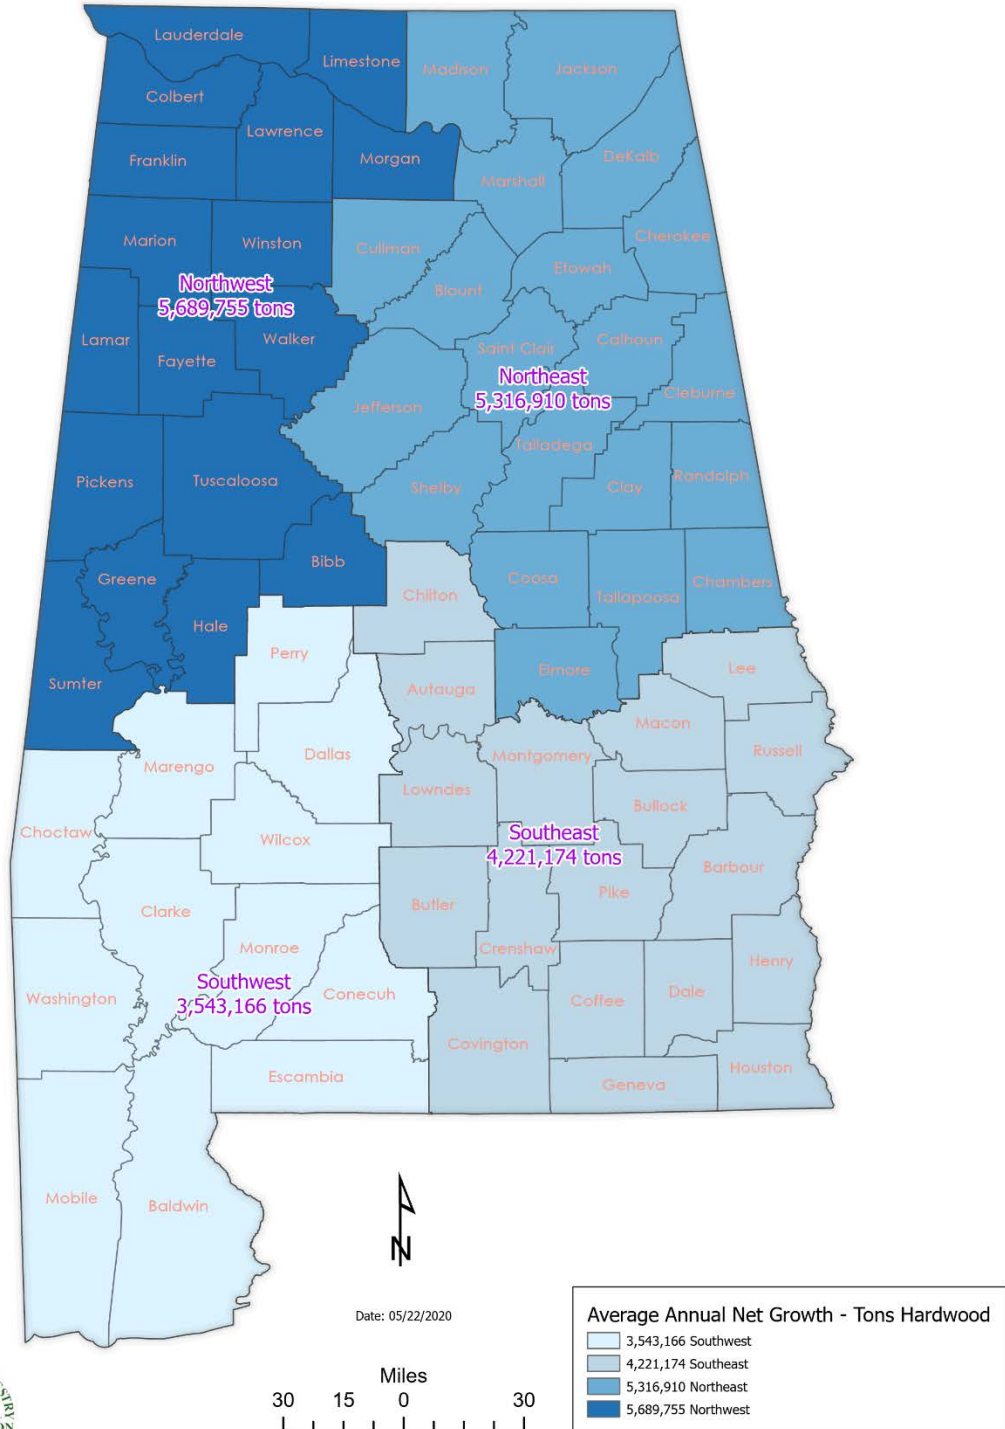 Lauderdale
Limestone
Madison
Jackson
Colbert
Lawrence
Franklin
Morgan
DeKalb
Marshall
Marion
Winston
Cullman
Cherokee
Etowah
Blount
Northwest
5,689,755 tons
Lamar
Walker
Fayette
Saint Clair
Calhoun
Northeast
5,316,910 tons
Cleburne
Jefferson
Talladega
Pickens
Tuscaloosa
Shelby
Clay
Randolph
Bibb
Greene
Coosa
Chambers
Chilton
Tallapoosa
Hale
Perry
Elmore
Lee
Sumter
Autauga
Macon
Dallas
Montgomery
Russell
Marengo
Lowndes
Bullock
Choctaw
Wilcox
Southeast
4,221,174 tons
Barbour
Pike
Butler
Clarke
Monroe
Crenshaw
Henry
Southwest
3,543,166 tons
Washington
Conecuh
Coffee
Dale
Covington
Escambia
Geneva
Houston
Mobile
Baldwin
N
Date: 05/22/2020
Average Annual Net Growth - Tons Hardwood
3,543,166 Southwest
4,221,174 Southeast
5,316,910 Northeast
5,689,755 Northwest
Miles
30 15 0 30